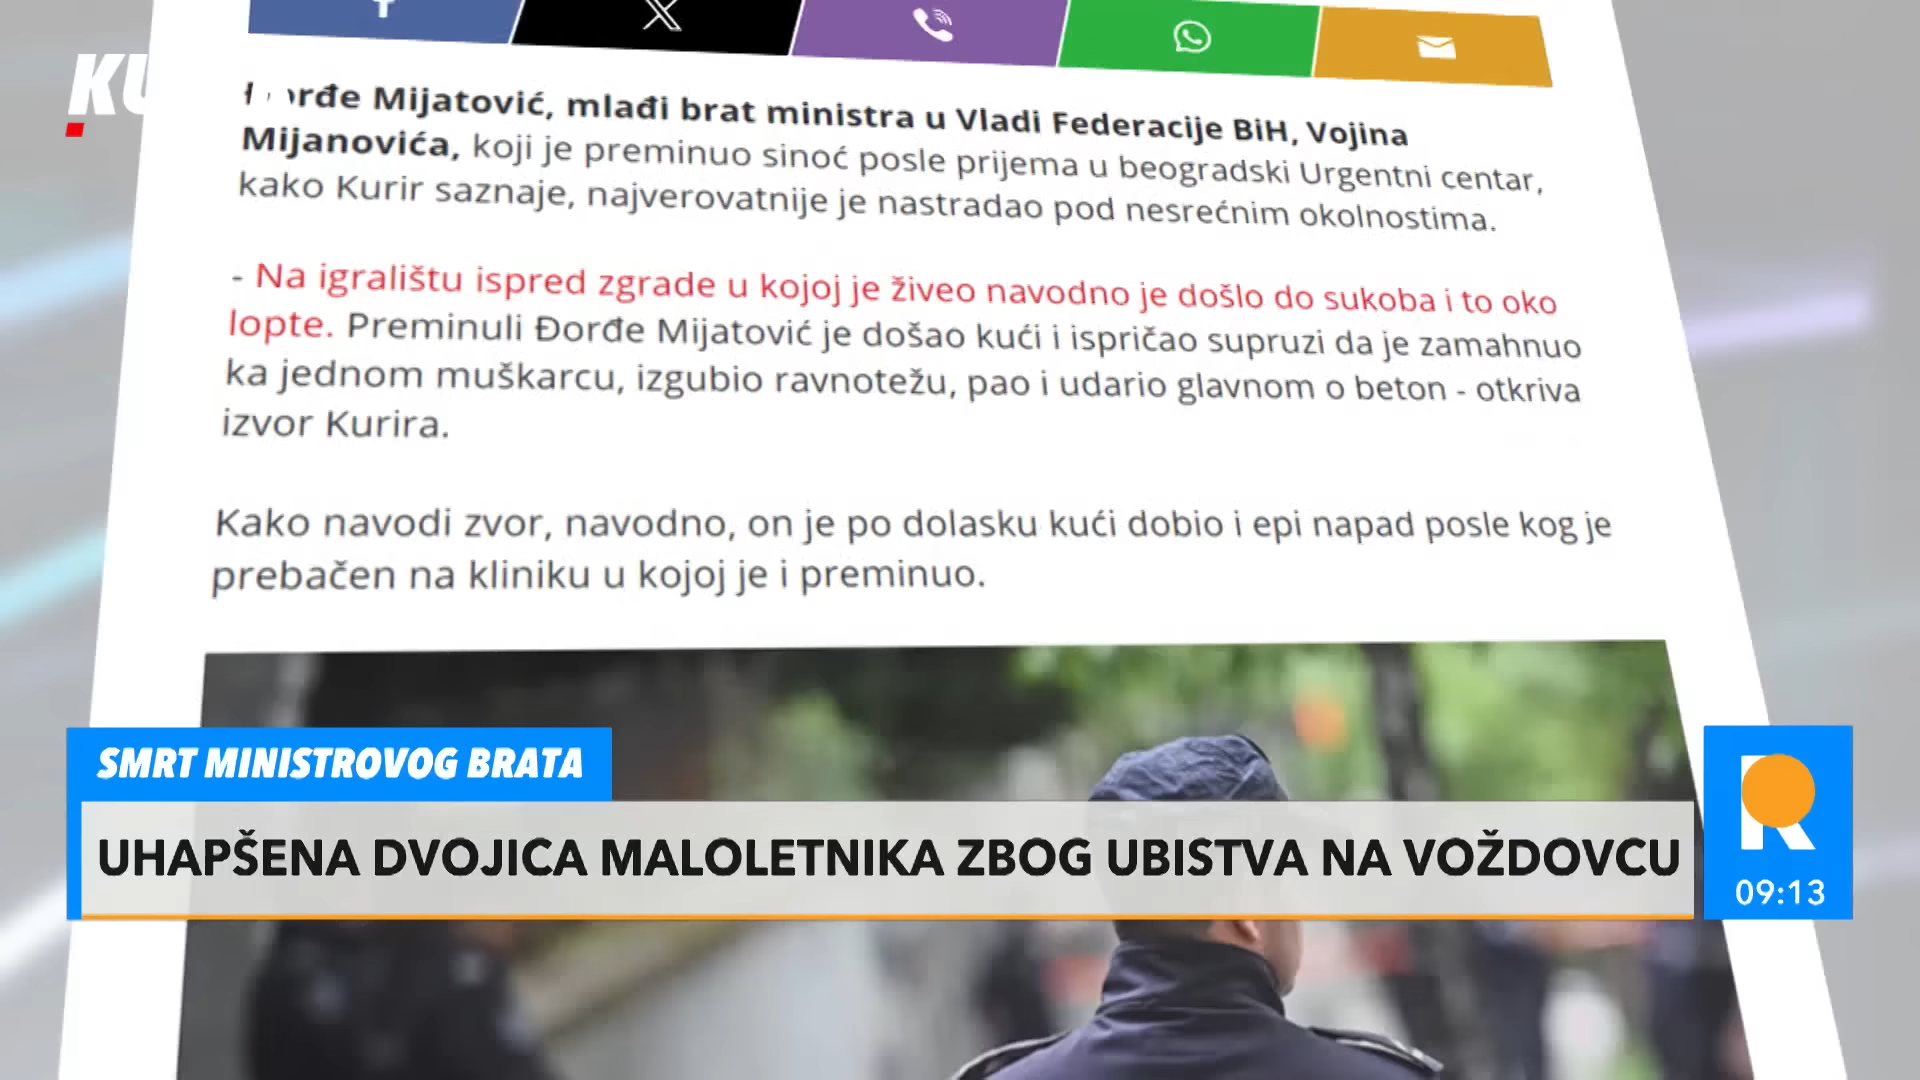 KU
orđe Mijatović, mlađi brat ministra u Vladi Federacije BiH, Vojina
Mijanovića, koji je preminuo sinoć posle prijema u beogradski Urgentni centar,
kako Kurir saznaje, najverovatnije je nastradao pod nesrećnim okolnostima.
- Na igralištu ispred zgrade u kojoj je živeo navodno je došlo do sukoba i to oko
lopte. Preminuli Đorđe Mijatović je došao kući i ispričao supruzi da je zamahnuo
ka jednom muškarcu, izgubio ravnotežu, pao i udario glavnom o beton - otkriva
izvor Kurira.
Kako navodi zvor, navodno, on je po dolasku kući dobio i epi napad posle kog je
prebačen na kliniku u kojoj je i preminuo.
SMRT MINISTROVOG BRATA
UHAPŠENA DVOJICA MALOLETNIKA ZBOG UBISTVA NA VOŽDOVCU
R
09:13